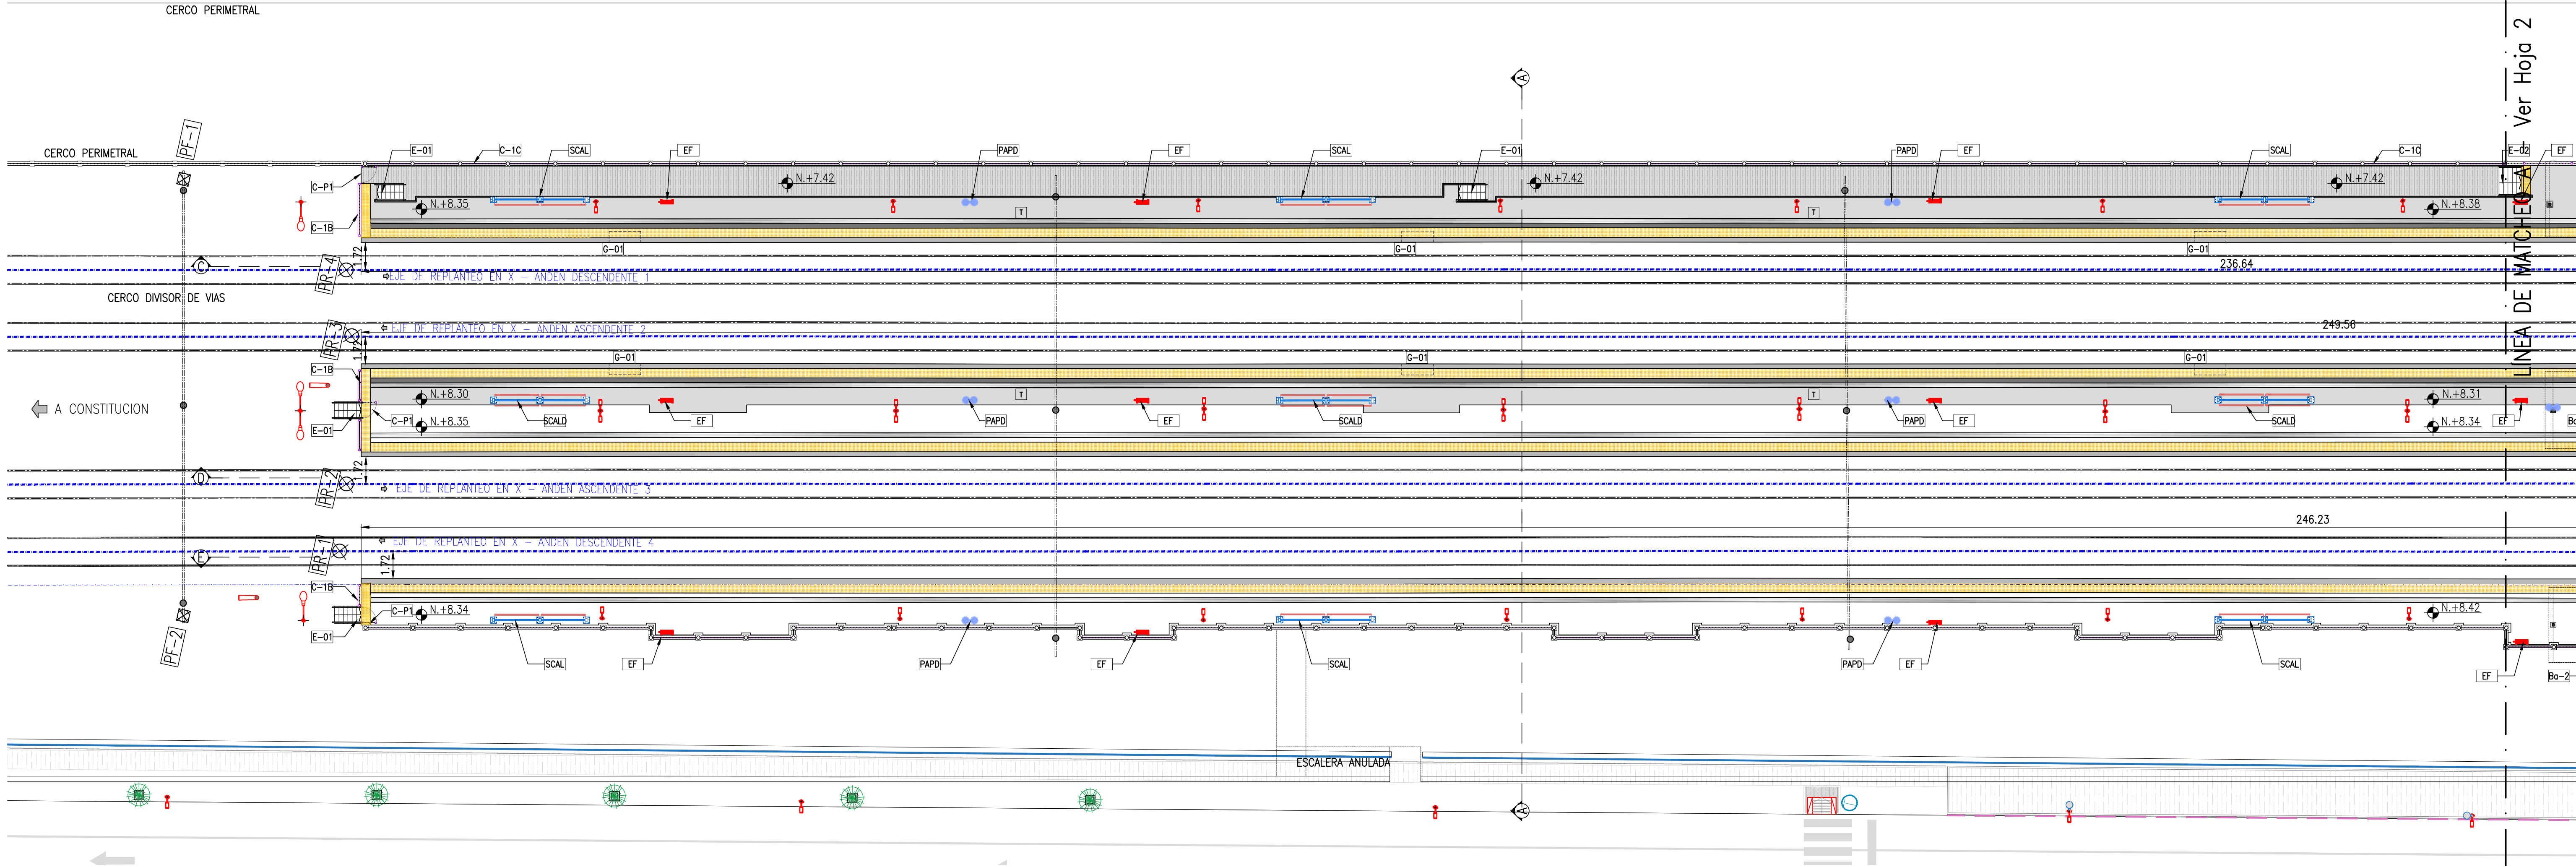 CERCO PERIMETRAL
LÍNEA DE MATCHEO A - Ver Hoja 2
A
PF-1
CERCO PERIMETRAL
E-01
C-1C
SCAL
EF
PAPD
EF
SCAL
E-01
PAPD
EF
SCAL
C-1C
E-02
EF
C-P1
N.+7.42
N.+7.42
N.+7.42
N.+8.35
T
T
N.+8.38
C-1B
G-01
G-01
G-01
1.72
C
PR-4
EJE DE REPLANTEO EN X - ANDEN DESCENDENTE 1
236.64
CERCO DIVISOR DE VIAS
PR-3
EJE DE REPLANTEO EN X - ANDEN ASCENDENTE 2
249.56
1.72
G-01
G-01
G-01
C-1B
A CONSTITUCION
N.+8.30
T
T
N.+8.31
C-P1
N.+8.35
SCALD
EF
PAPD
EF
SCALD
PAPD
EF
SCALD
N.+8.34
EF
Ba
E-01
1.72
D
PR-2
EJE DE REPLANTEO EN X - ANDEN ASCENDENTE 3
246.23
PR-1
EJE DE REPLANTEO EN X - ANDEN DESCENDENTE 4
E
1.72
C-1B
C-P1
N.+8.34
N.+8.42
E-01
PF-2
SCAL
EF
PAPD
EF
SCAL
PAPD
EF
SCAL
EF
Ba-2
ESCALERA ANULADA
A